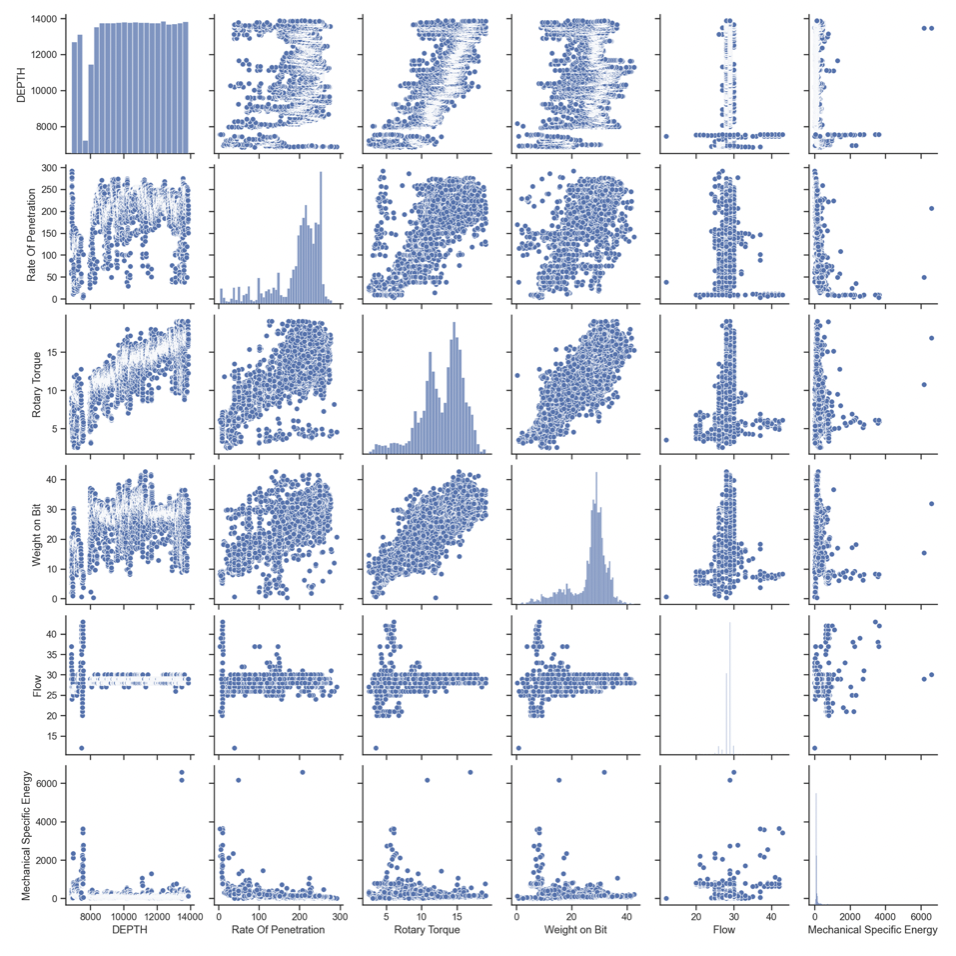 14000
12000
10000
8000
DEPTH
300
250
200
150
100
50
0
Rate Of Penetration
15
10
5
Rotary Torque
40
30
20
10
0
Weight on Bit
40
35
30
25
20
15
Flow
6000
4000
2000
0
Mechanical Specific Energy
8000 10000 12000 14000
0 100 200 300
5 10 15
0 20 40
20 30 40
0 2000 4000 6000
DEPTH
Rate Of Penetration
Rotary Torque
Weight on Bit
Flow
Mechanical Specific Energy